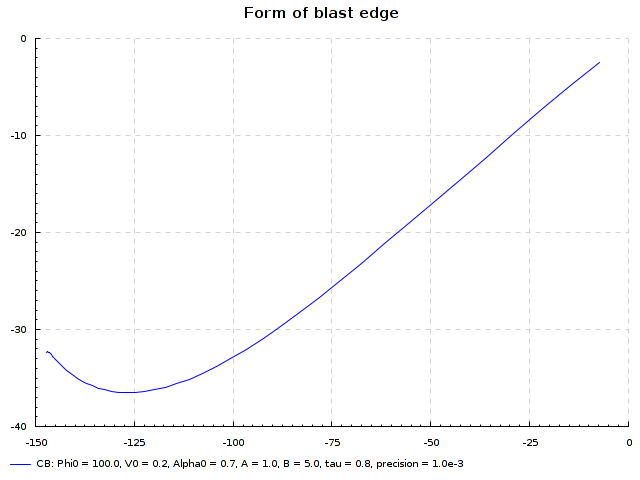 Form of blast edge
0
-10
-20
-30
-40
-150 -125 -100 -75 -50 -25 0
CB: Phi0 = 100.0, V0 = 0.2, Alpha0 = 0.7, A = 1.0, B = 5.0, tau = 0.8, precision = 1.0e-3